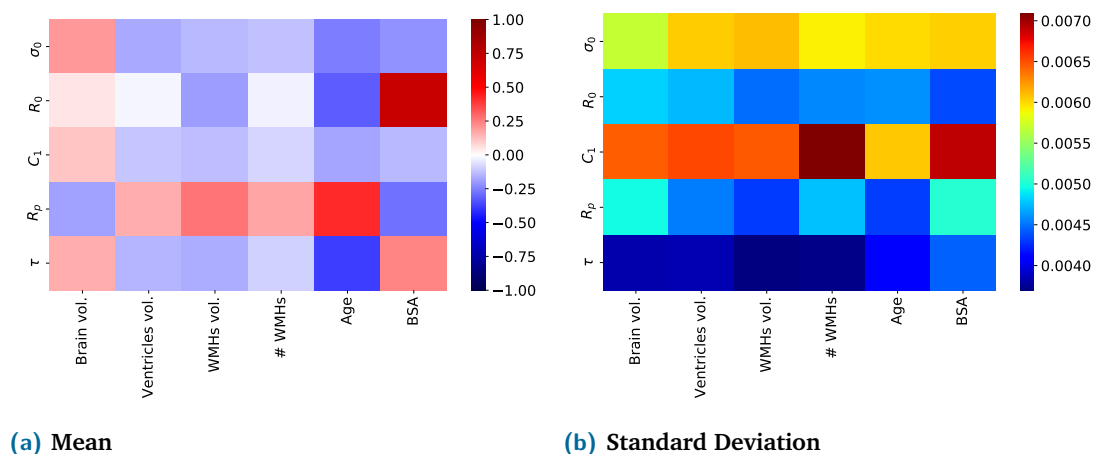 σ0
R0
C1
Rp
τ
Brain vol.
Ventricles vol.
WMHs vol.
# WMHs
Age
BSA
1.00
0.75
0.50
0.25
0.00
−0.25
−0.50
−0.75
−1.00
(a) Mean
σ0
R0
C1
Rp
τ
Brain vol.
Ventricles vol.
WMHs vol.
# WMHs
Age
BSA
0.0070
0.0065
0.0060
0.0055
0.0050
0.0045
0.0040
(b) Standard Deviation